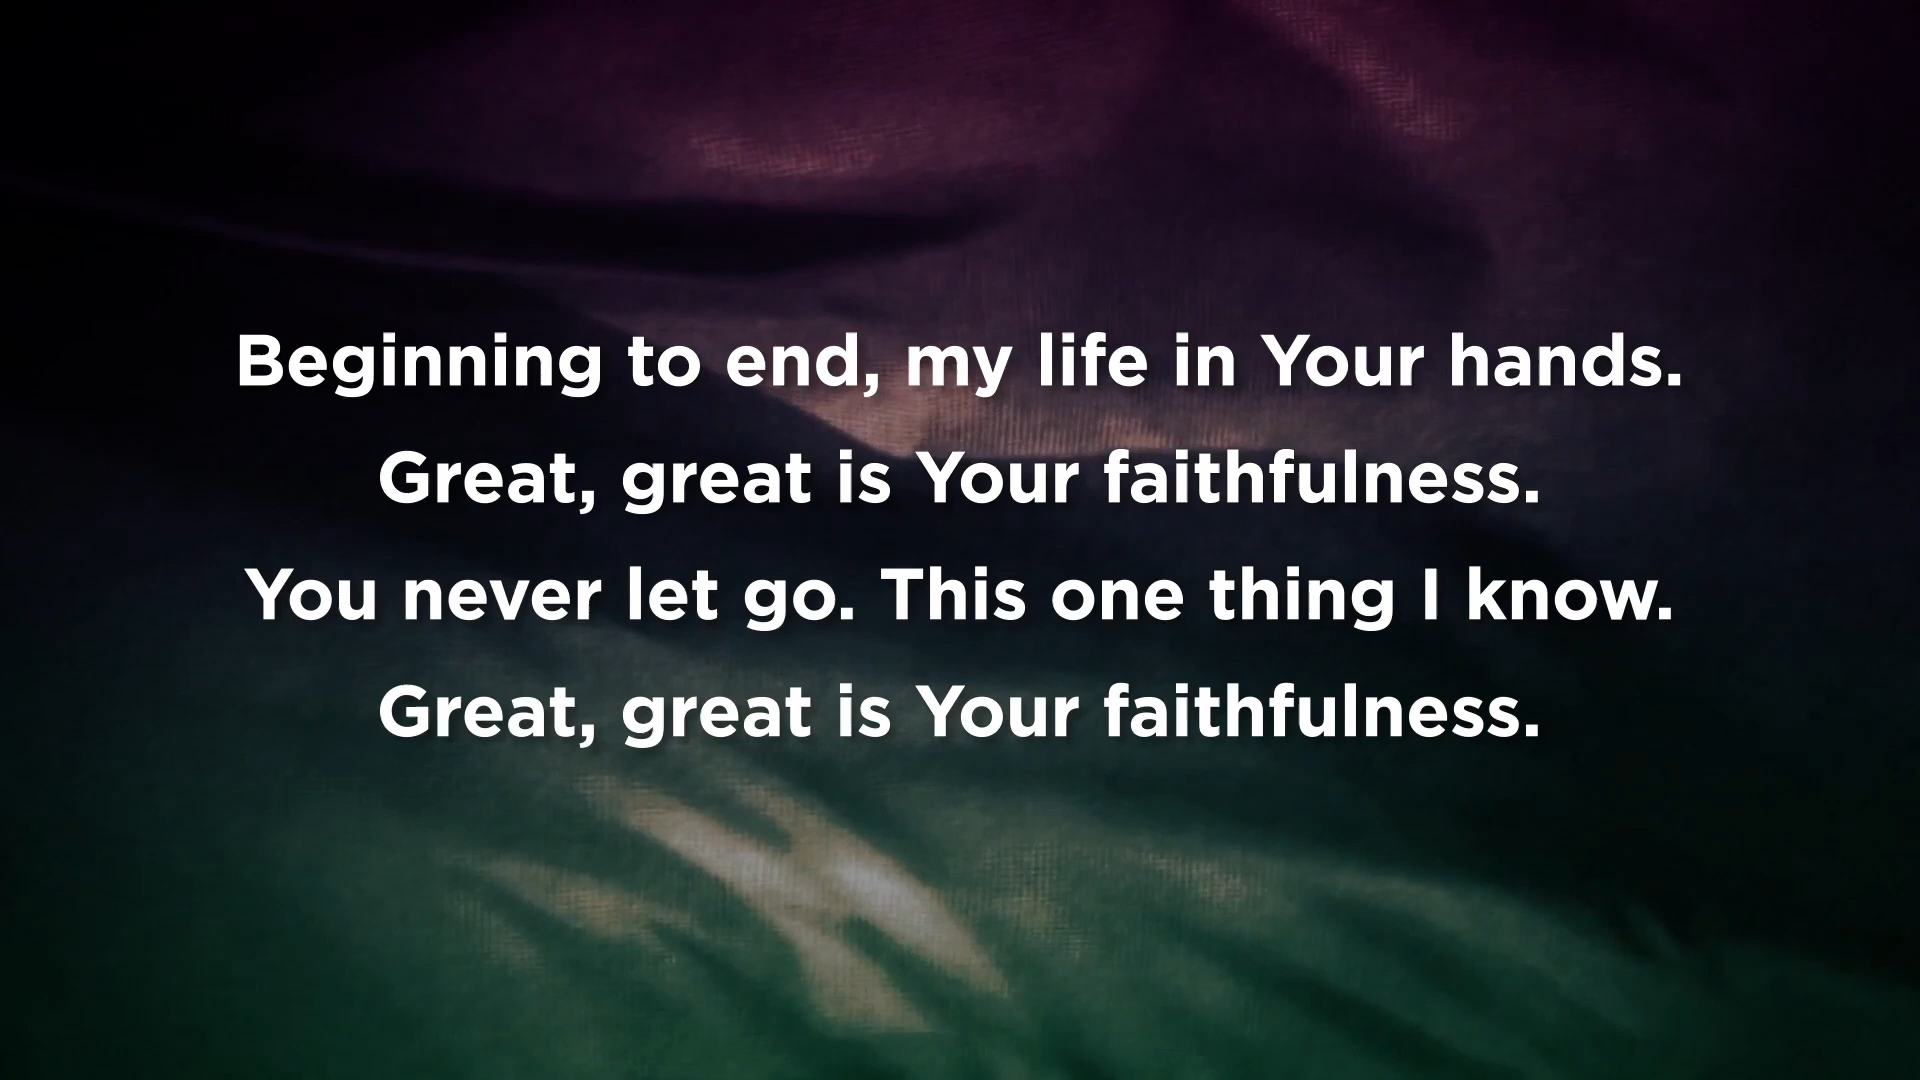 Beginning to end, my life in Your hands.
Great, great is Your faithfulness.
You never let go. This one thing I know.
Great, great is Your faithfulness.